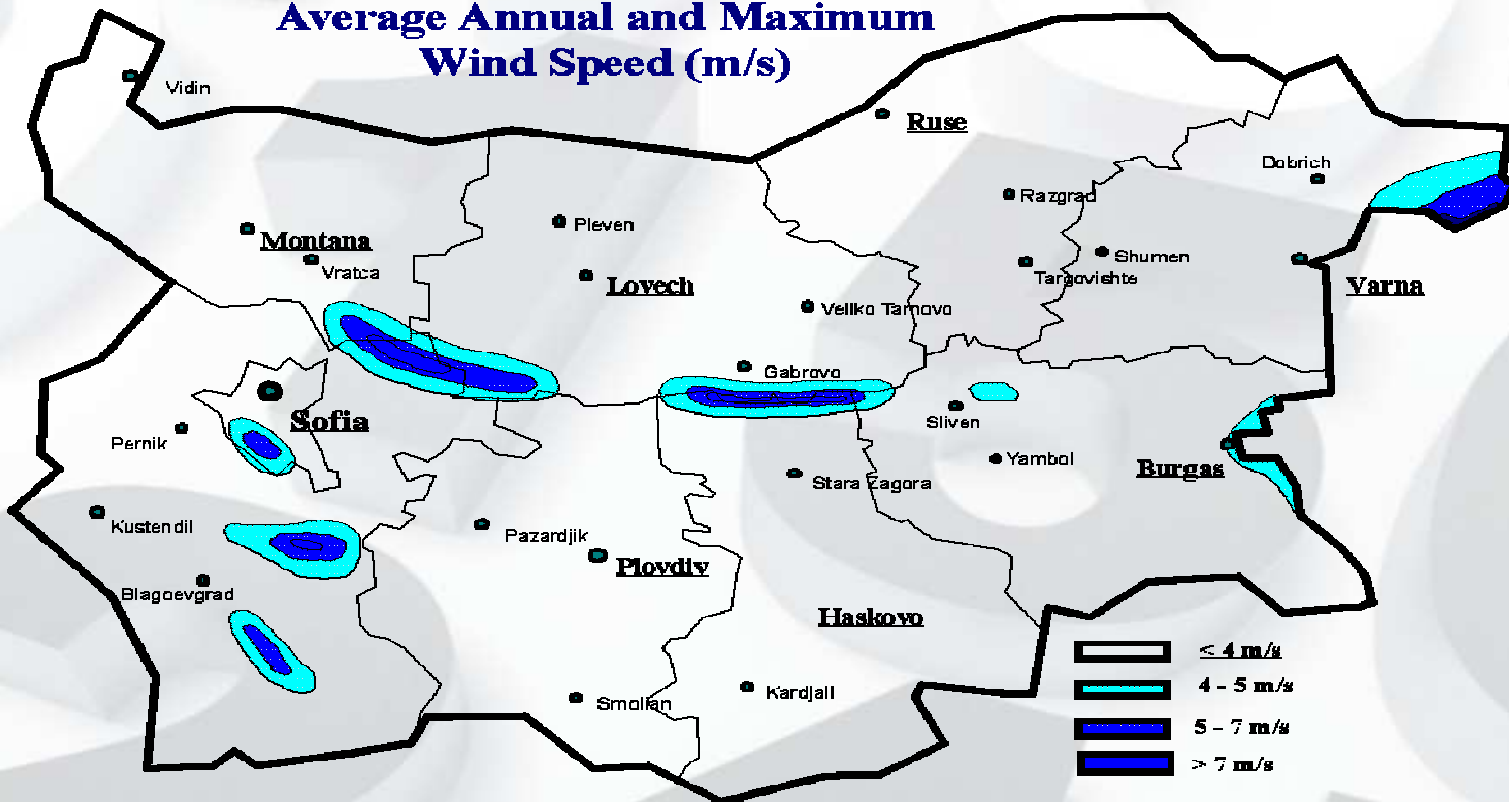 Average Annual and Maximum
Wind Speed (m/s)
Vidin
Ruse
Dobrich
Razgrad
Pleven
Montana
Vratca
Shumen
Targovishte
Lovech
Varna
Veliko Tarnovo
Gabrovo
Sofia
Sliven
Pernik
Yambol
Burgas
Stara Zagora
Kustendil
Pazardjik
Plovdiv
Blagoevgrad
Haskovo
Smolian
Kardjali
< 4 m/s
4 - 5 m/s
5 - 7 m/s
> 7 m/s